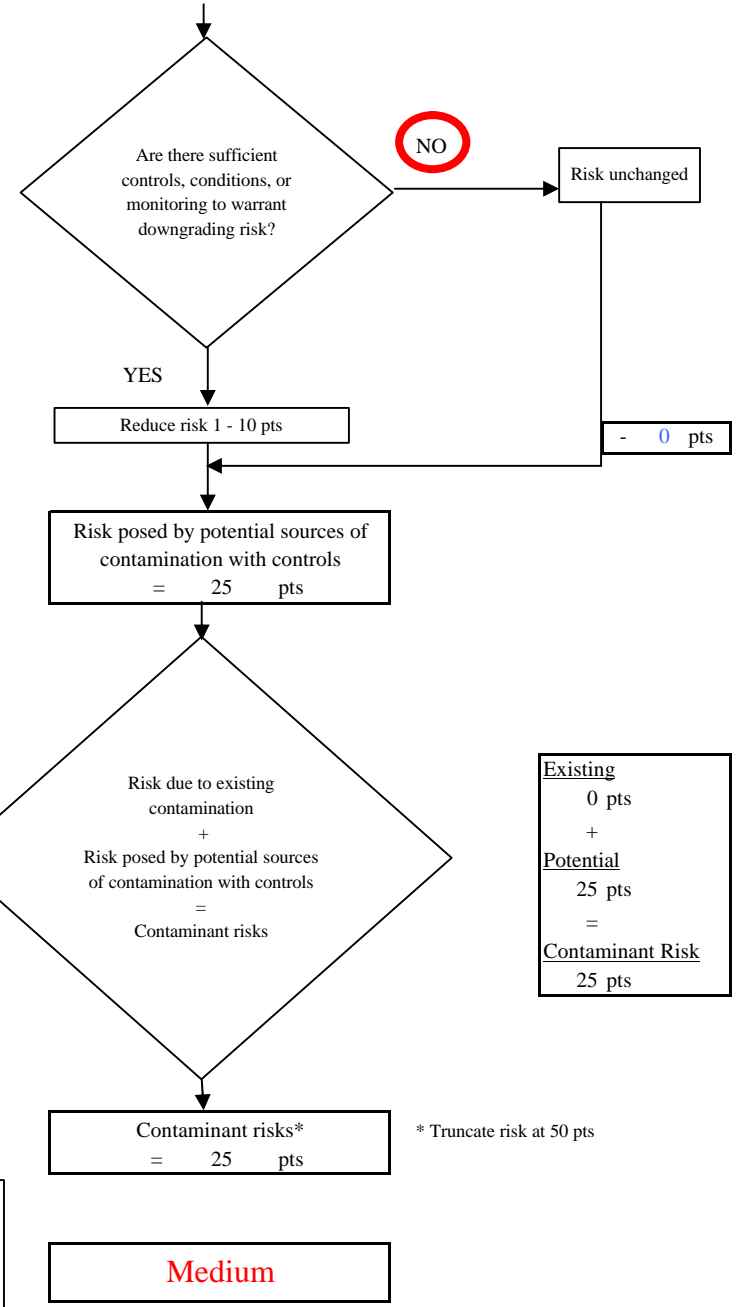 Are there sufficient
controls, conditions, or
monitoring to warrant
downgrading risk?
NO
Risk unchanged
YES
Reduce risk 1 - 10 pts
- 0 pts
Risk posed by potential sources of
contamination with controls
= 25 pts
Risk due to existing
contamination
+
Risk posed by potential sources
of contamination with controls
=
Contaminant risks
Existing
0 pts
+
Potential
25 pts
=
Contaminant Risk
25 pts
Contaminant risks*
= 25 pts
* Truncate risk at 50 pts
Medium